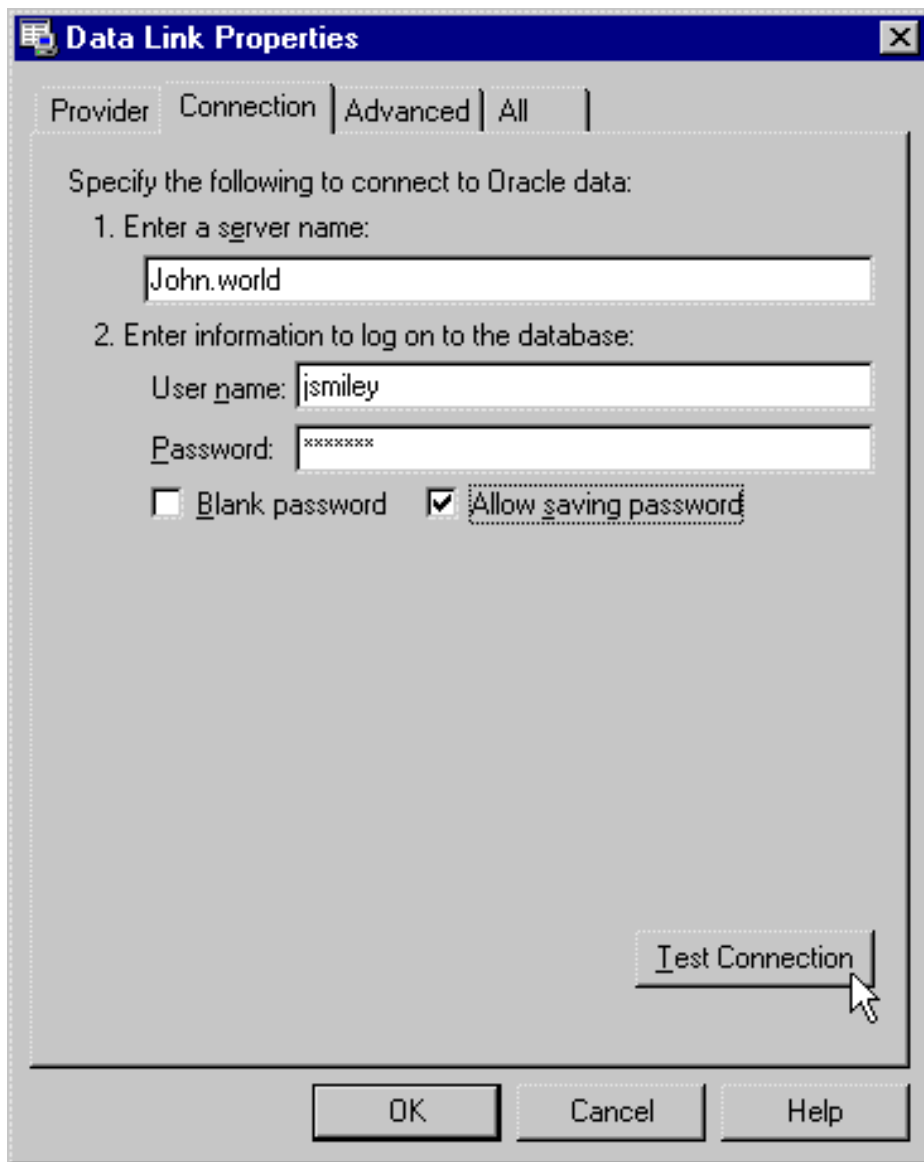 Data Link Properties
Provider Connection Advanced All
Specify the following to connect to Oracle data:
1. Enter a server name:
John.world
2. Enter information to log on to the database:
User name: jsmiley
Password: *******
Blank password Allow saving password
Test Connection
OK Cancel Help